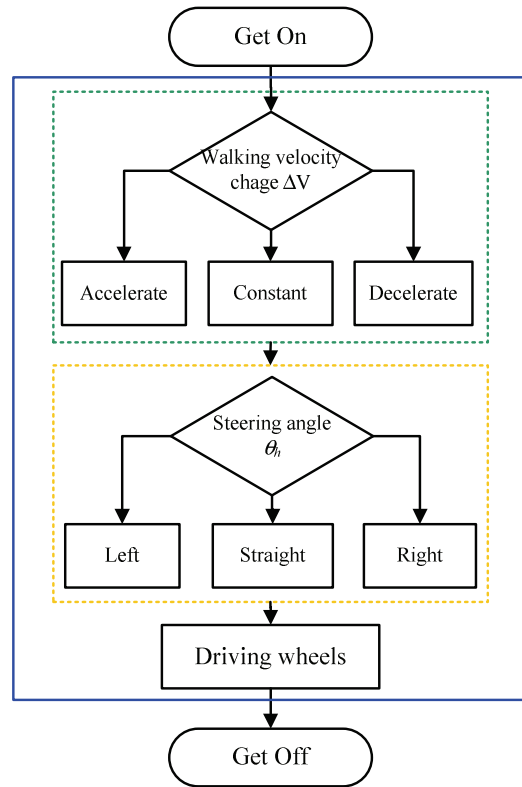 Get On
Walking velocity
chage ΔV
Accelerate
Constant
Decelerate
Steering angle
θh
Left
Straight
Right
Driving wheels
Get Off